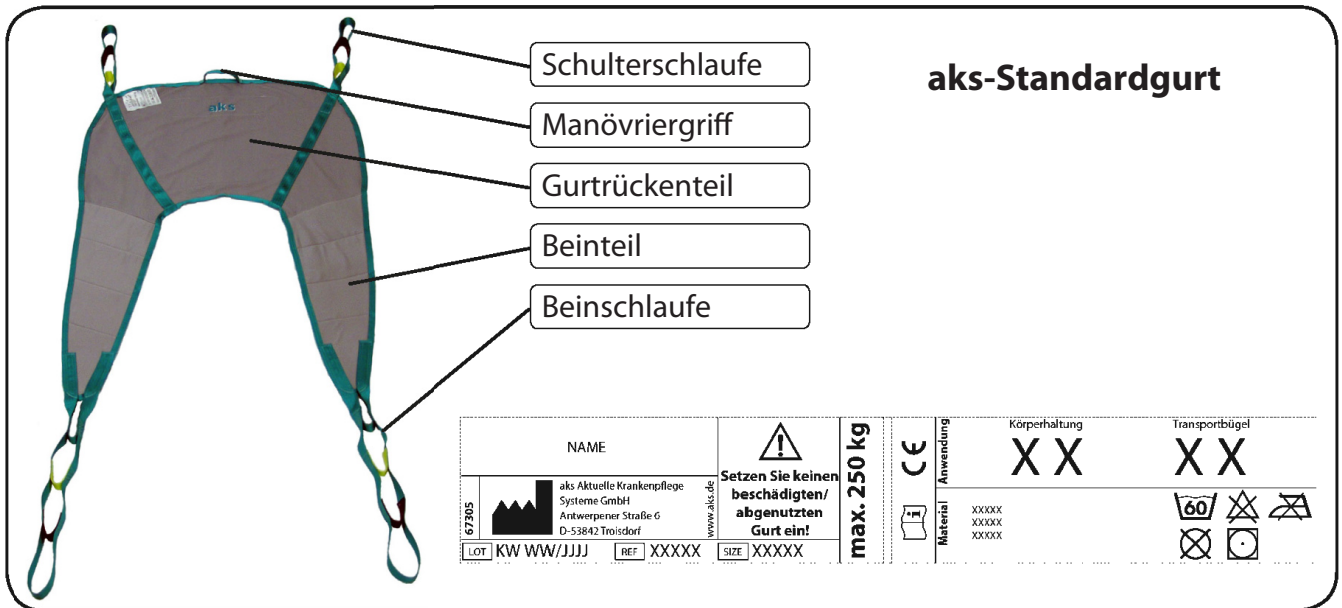 aks-Standardgurt
Schulterschlaufe
Manövriergriff
Gurtrückenteil
Beinteil
Beinschlaufe
aks
NAME
67305
aks Aktuelle Krankenpflege
Systeme GmbH
Antwerpener Straße 6
D-53842 Troisdorf
www.aks.de
LOT KW WW/JJJJ REF XXXXX SIZE XXXXX
Setzen Sie keinen
beschädigten/
abgenutzten
Gurt ein!
max. 250 kg
CE
Anwendung
Körperhaltung
X X
Transportbügel
X X
Material
XXXXX
XXXXX
XXXXX
60